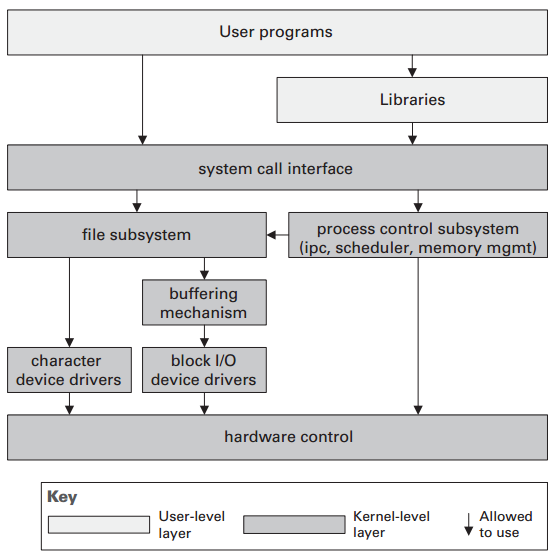 User programs
Libraries
system call interface
file subsystem
process control subsystem
(ipc, scheduler, memory mgmt)
buffering
mechanism
character
device drivers
block I/O
device drivers
hardware control
Key
User-level
layer
Kernel-level
layer
Allowed
to use